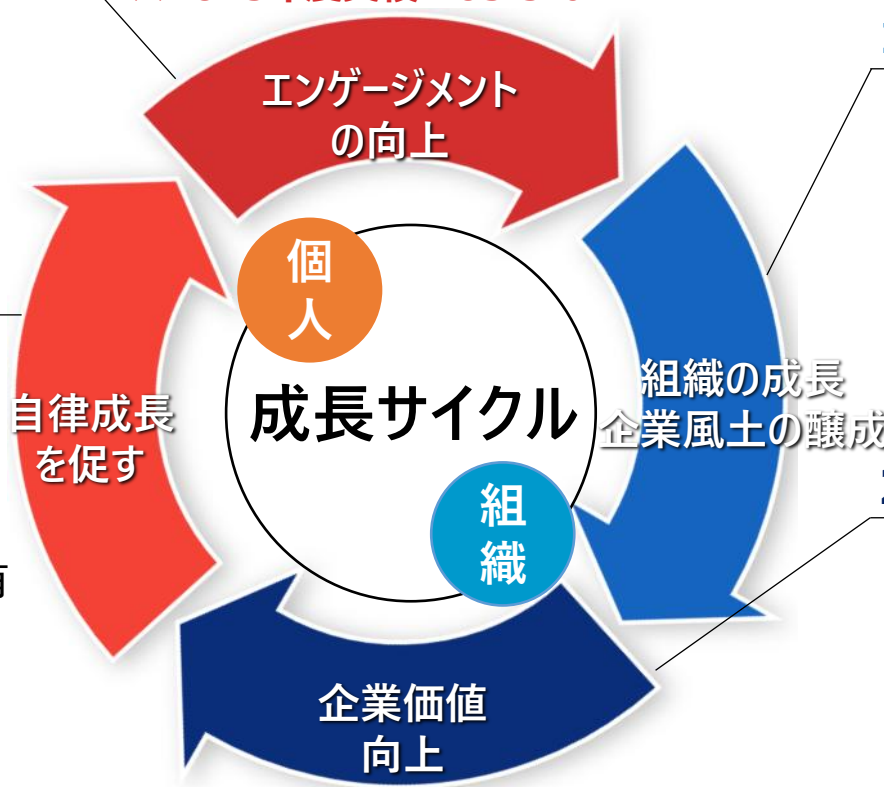 エンゲージメント
の向上
個
人
組織の成長
企業風土の醸成
自律成長
を促す
成長サイクル
組
織
企業価値
向上